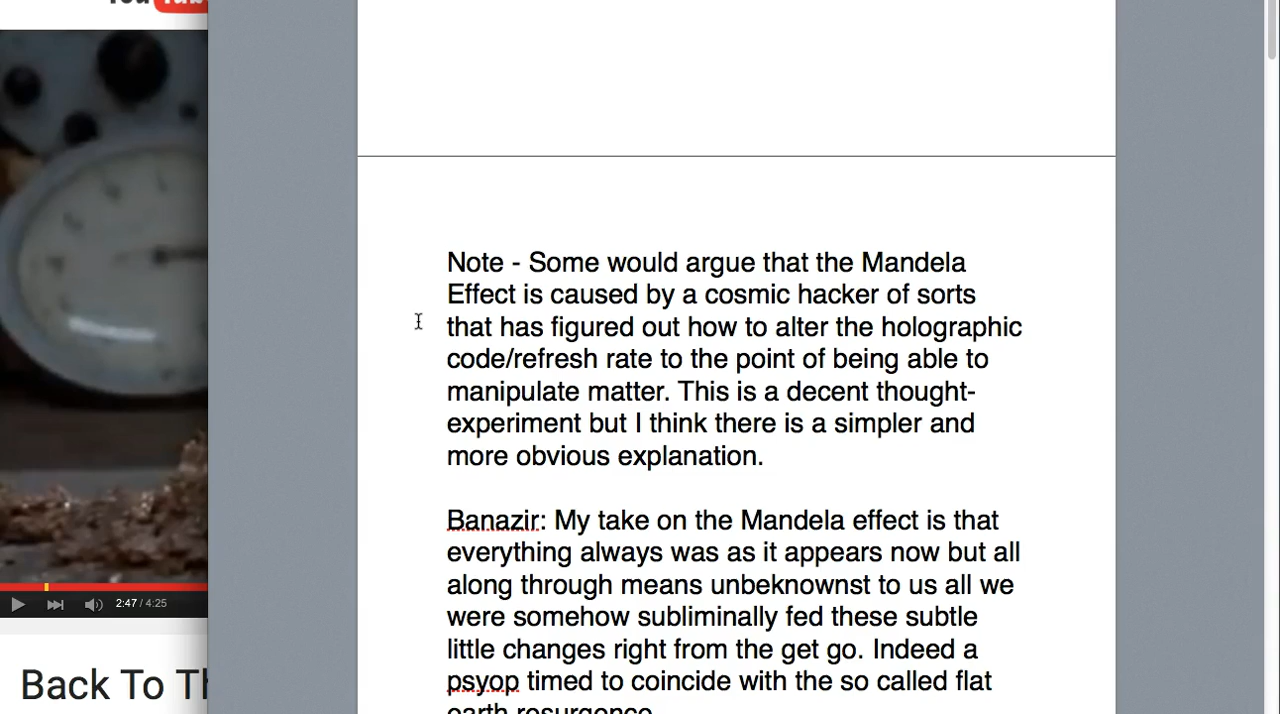 You Tube
Note - Some would argue that the Mandela
Effect is caused by a cosmic hacker of sorts
that has figured out how to alter the holographic
code/refresh rate to the point of being able to
manipulate matter. This is a decent thought-
experiment but I think there is a simpler and
more obvious explanation.
Banazir: My take on the Mandela effect is that
everything always was as it appears now but all
along through means unbeknownst to us all we
were somehow subliminally fed these subtle
little changes right from the get go. Indeed a
psyop timed to coincide with the so called flat
earth resurgence
2:47 / 4:25
Back To Th